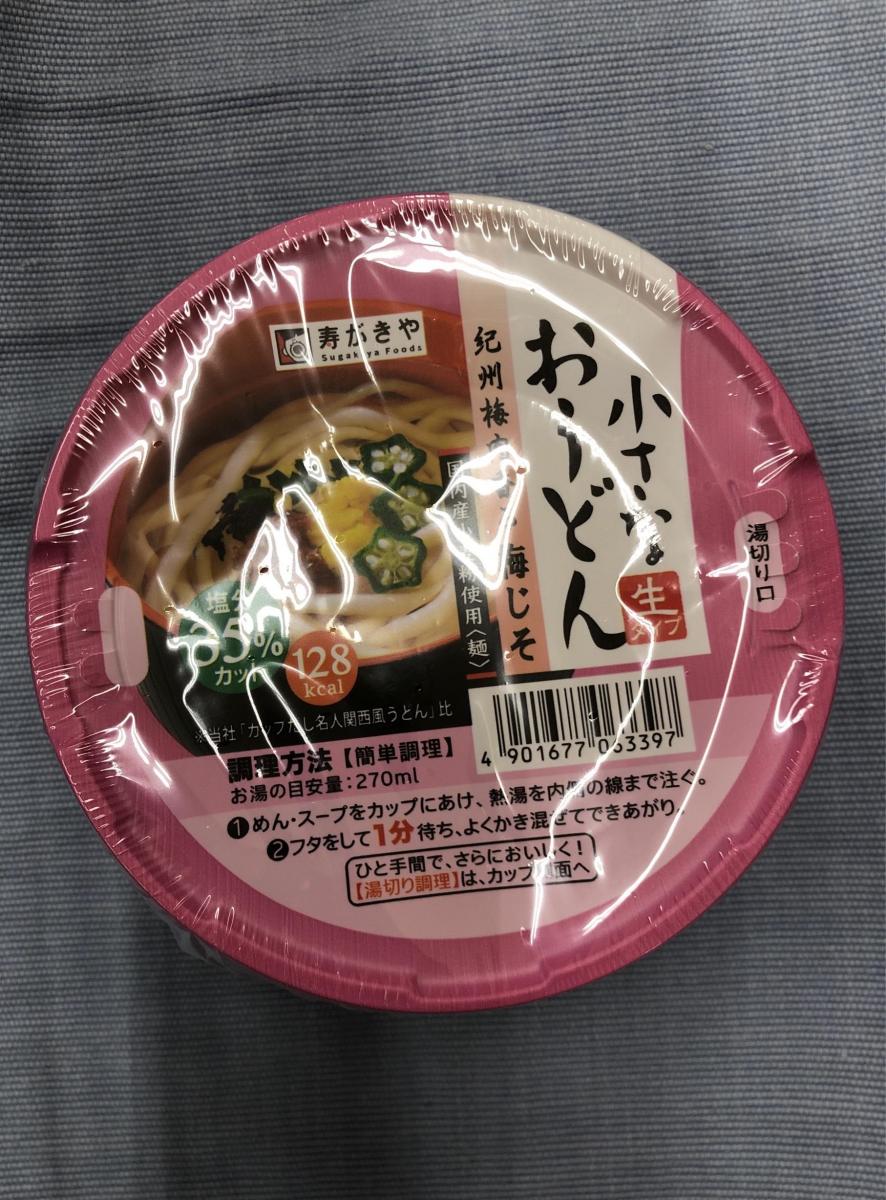 寿がきや
Sugakiya Foods
小さな
おうどん
生
タイプ
紀州梅
梅じそ
使用〈麺〉
カット
128
kcal
※当社「カップだし名人関西風うどん」比
湯切り口
4 901677 053397
調理方法【簡単調理】
お湯の目安量:270ml
❶めん・スープをカップにあけ、熱湯を内側の線まで注ぐ。
❷フタをして1分待ち、よくかき混ぜてできあがり。
ひと手間で、さらにおいしく!
【湯切り調理】は、カップ側面へ